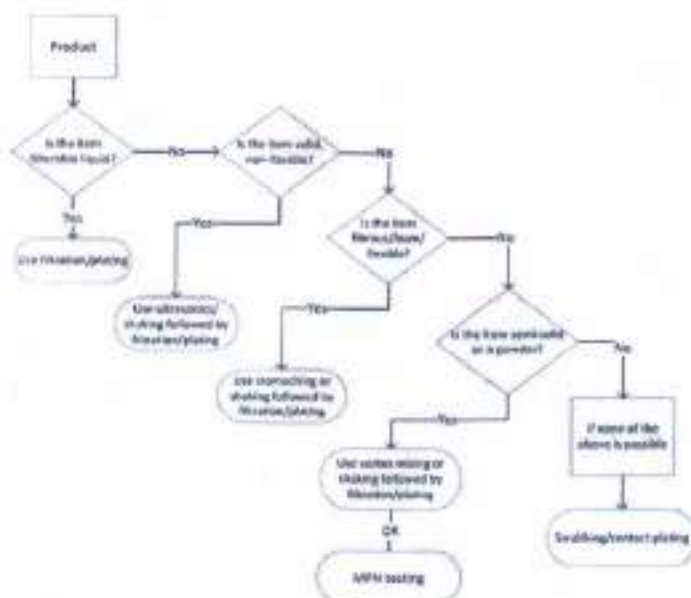 Product
Is the item
filterable liquid?
No
Is the item solid,
non-flexible?
No
Yes
Use filtration/plating
Yes
Is the item
fibrous/foam/
flexible?
No
Use ultrasonics/
shaking followed by
filtration/plating
Yes
Is the item semi-solid
or a powder?
No
Use stomaching or
shaking followed by
filtration/plating
Yes
If none of the
above is possible
Use vortex mixing or
shaking followed by
filtration/plating
OR
Swabbing/contact plating
MPN testing